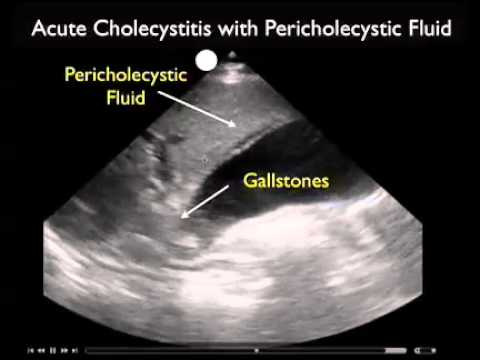 Acute Cholecystitis with Pericholecystic Fluid
Pericholecystic
Fluid
Gallstones